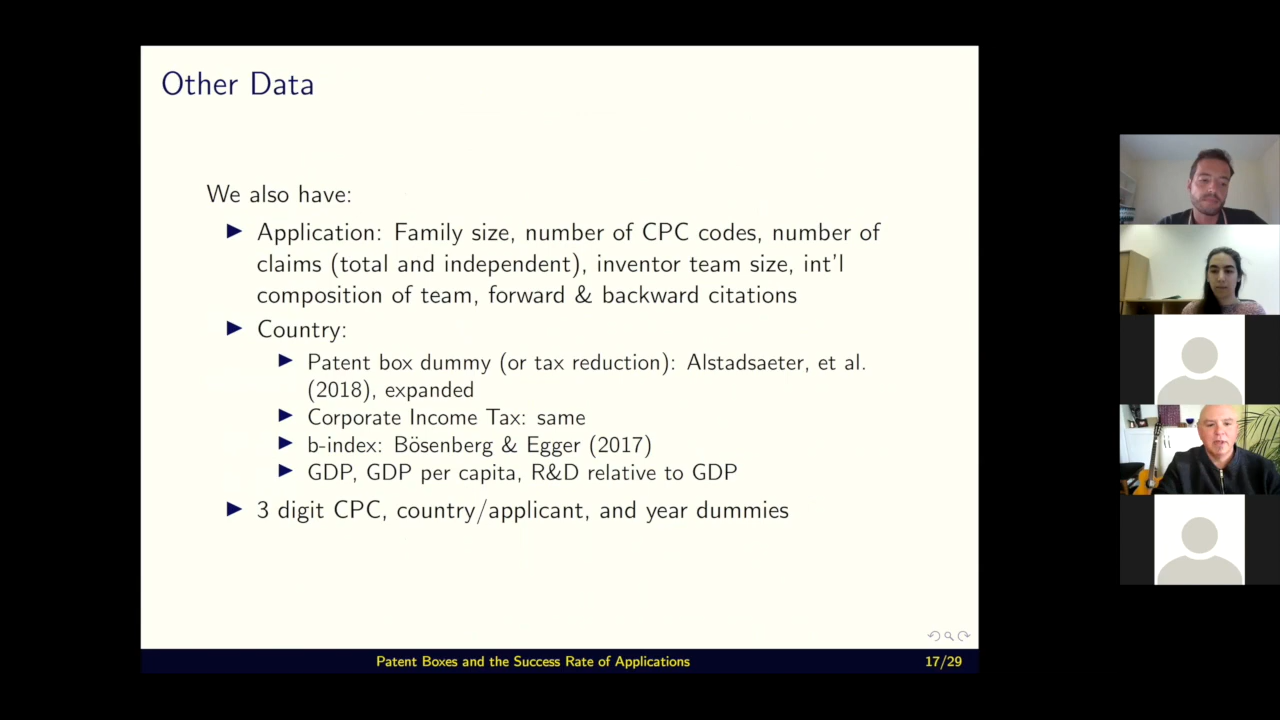 Other Data
We also have:
Application: Family size, number of CPC codes, number of
claims (total and independent), inventor team size, int'l
composition of team, forward & backward citations
Country:
Patent box dummy (or tax reduction): Alstadsaeter, et al.
(2018), expanded
Corporate Income Tax: same
b-index: Bösenberg & Egger (2017)
GDP, GDP per capita, R&D relative to GDP
3 digit CPC, country/applicant, and year dummies
Patent Boxes and the Success Rate of Applications
17/29